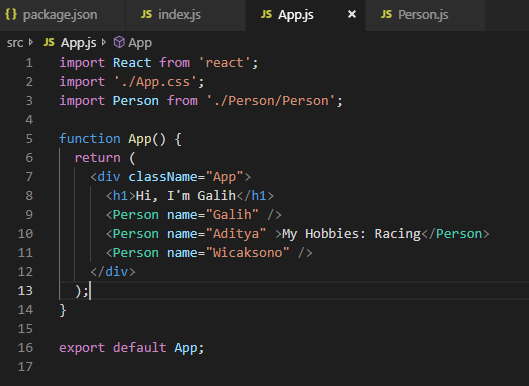 {} package.json JS index.js JS App.js × JS Person.js
src > JS App.js > App
1 import React from 'react';
2 import './App.css';
3 import Person from './Person/Person';
4
5 function App() {
6   return (
7     <div className="App">
8       <h1>Hi, I'm Galih</h1>
9       <Person name="Galih" />
10       <Person name="Aditya" >My Hobbies: Racing</Person>
11       <Person name="Wicaksono" />
12     </div>
13   );
14 }
15
16 export default App;
17